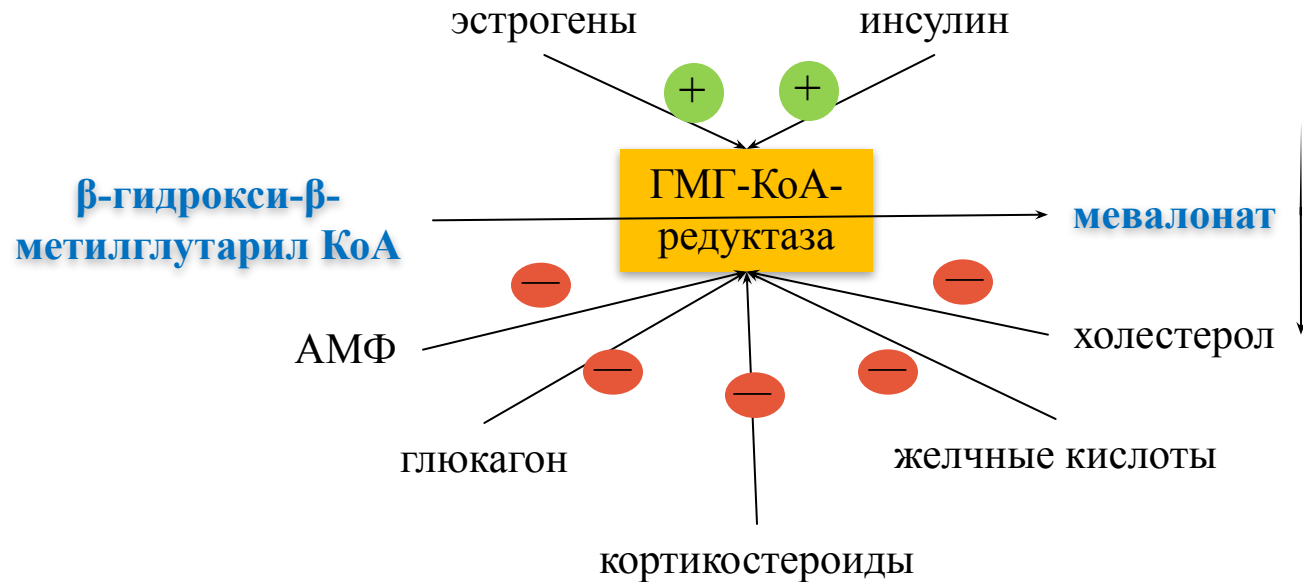 эстрогены
инсулин
+
+
β-гидрокси-β-
метилглутарил КоА
ГМГ-КоА-
редуктаза
мевалонат
—
—
АМФ
холестерол
—
—
—
глюкагон
желчные кислоты
кортикостероиды